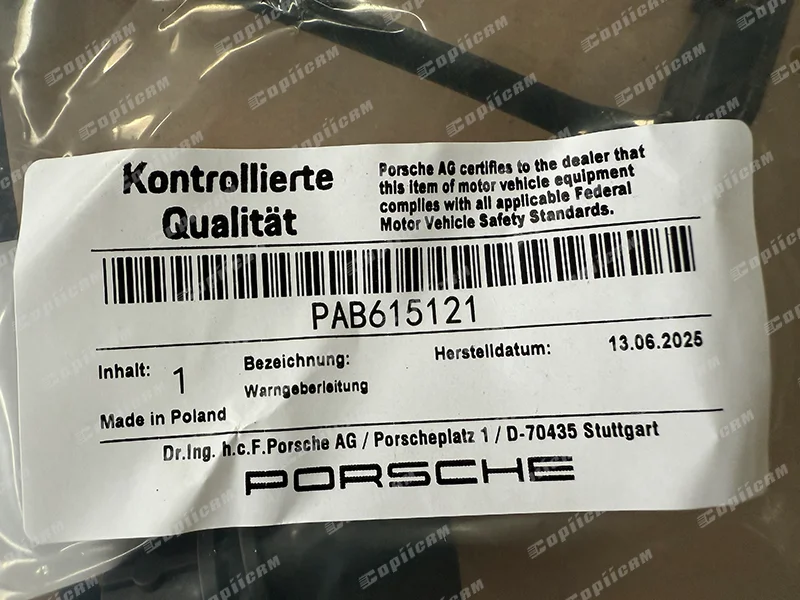 Kontrollierte
Qualität
Porsche AG certifies to the dealer that
this item of motor vehicle equipment
complies with all applicable Federal
Motor Vehicle Safety Standards.
PAB615121
Inhalt: 1
Bezeichnung:
Warngeberleitung
Herstelldatum: 13.06.2025
Made in Poland
Dr.Ing. h.c.F.Porsche AG / Porscheplatz 1 / D-70435 Stuttgart
PORSCHE
CopiiCRM